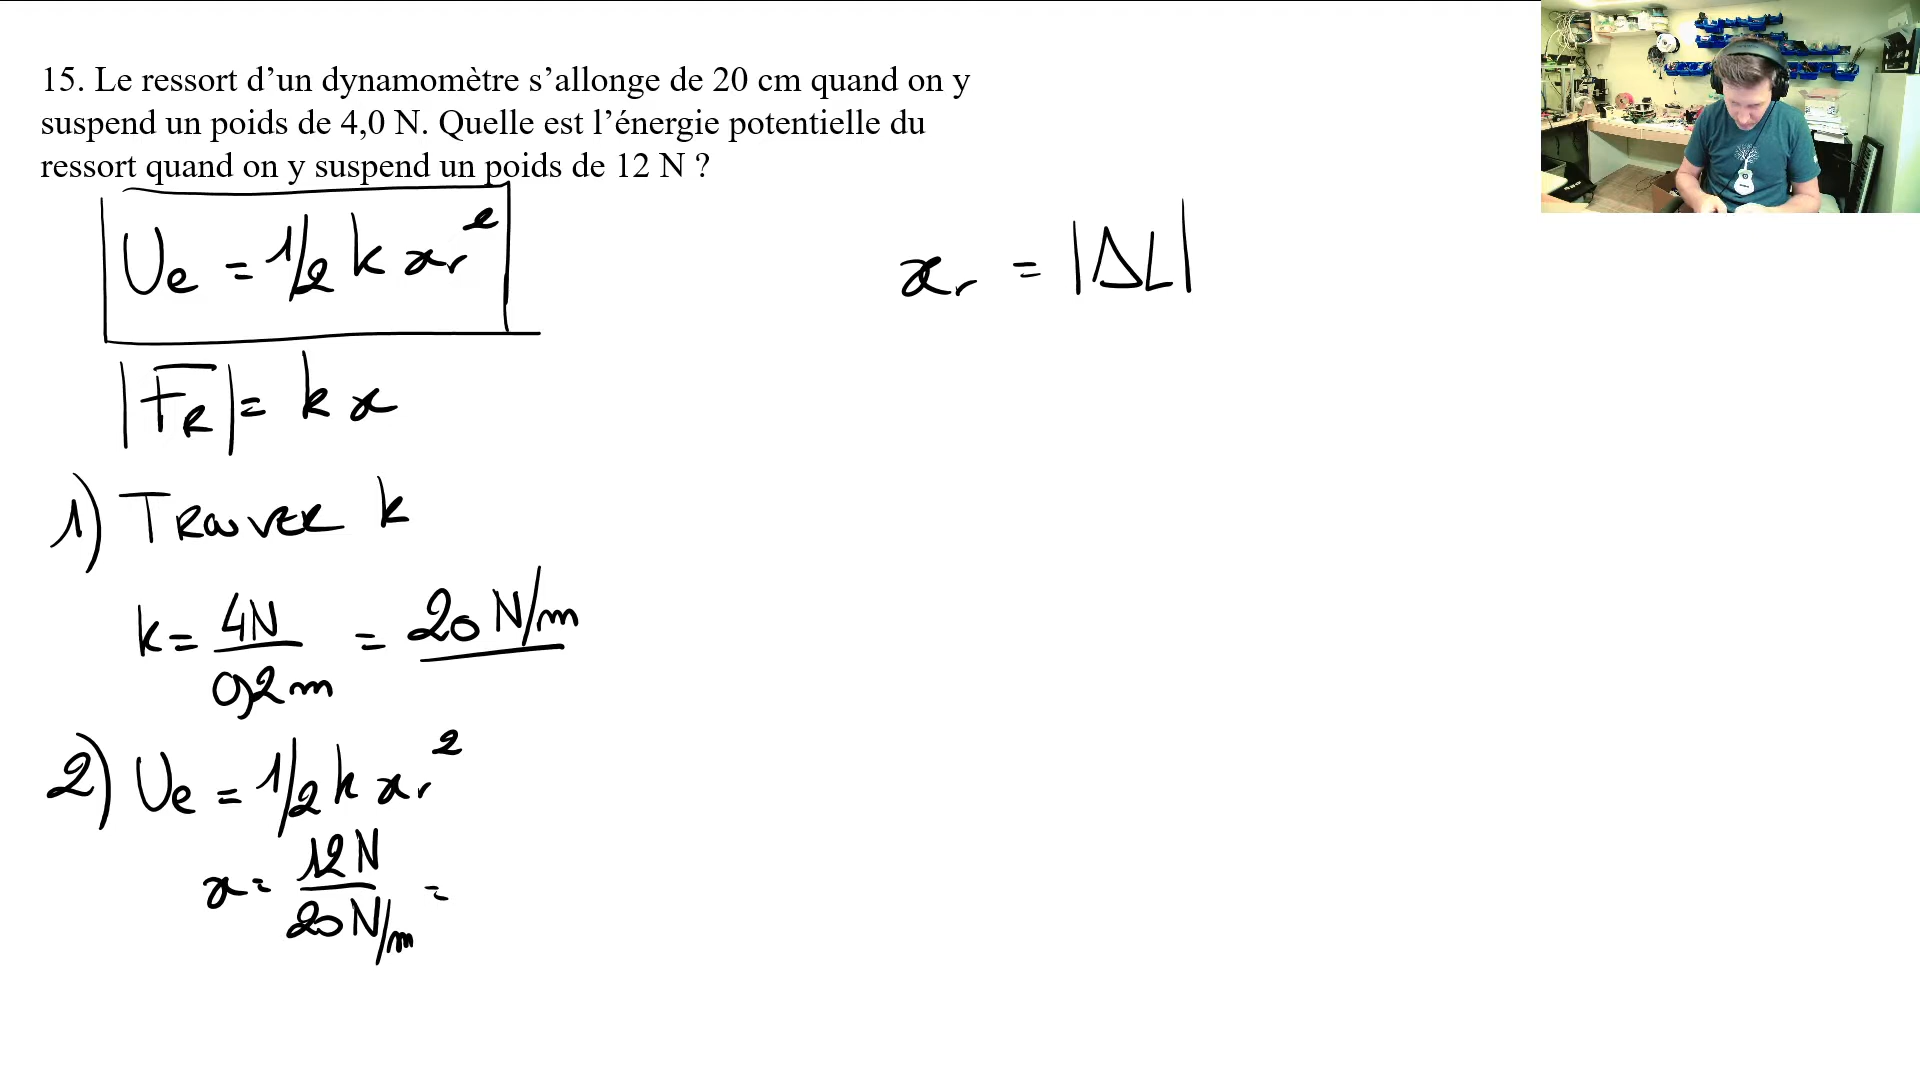 15. Le ressort d’un dynamomètre s’allonge de 20 cm quand on y
suspend un poids de 4,0 N. Quelle est l’énergie potentielle du
ressort quand on y suspend un poids de 12 N ?
Ue = 1/2 k xr²
xr = |ΔL|
|FR| = k x
1) TROUVER k
k = 4N / 0,2m = 20 N/m
2) Ue = 1/2 k xr²
x = 12 N / 20 N/m =